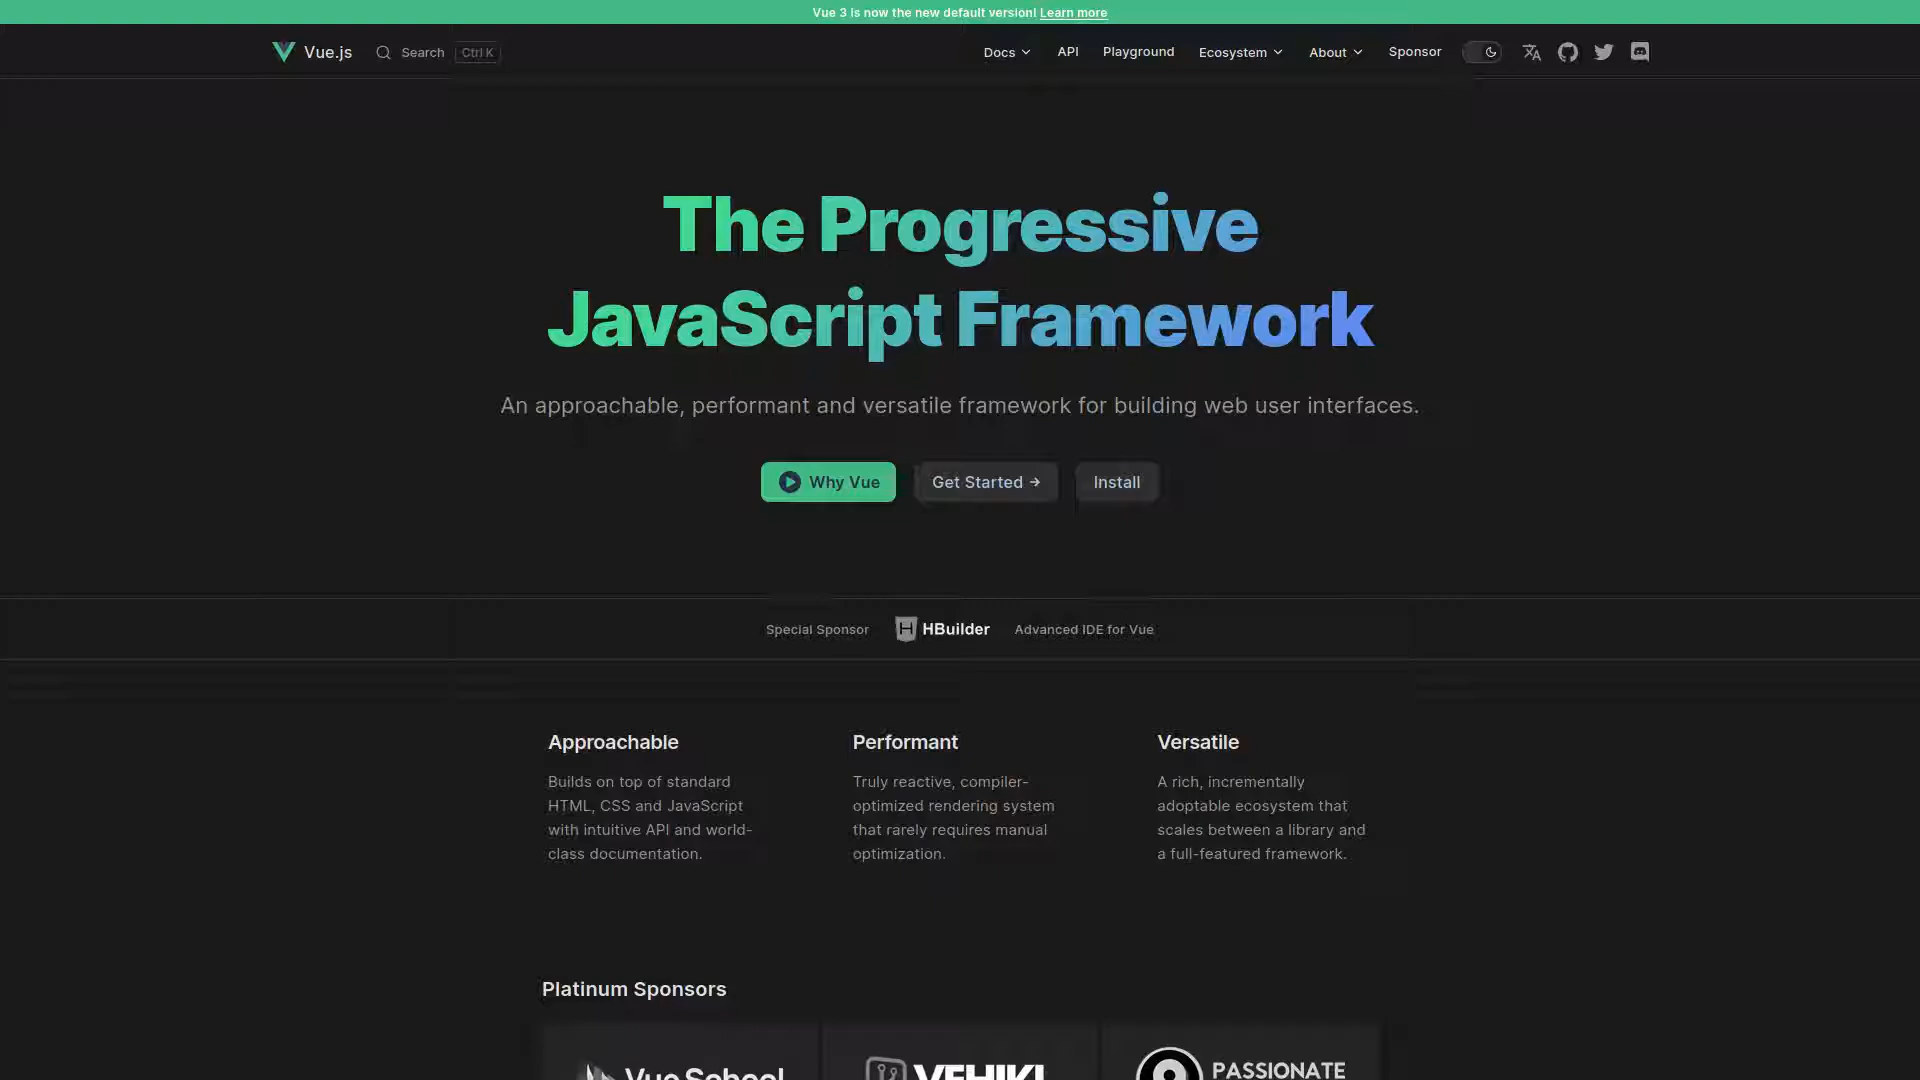 Vue 3 is now the new default version! Learn more
Vue.js Search Ctrl K Docs API Playground Ecosystem About Sponsor
The Progressive
JavaScript Framework
An approachable, performant and versatile framework for building web user interfaces.
Why Vue Get Started → Install
Special Sponsor HBuilder Advanced IDE for Vue
Approachable
Builds on top of standard
HTML, CSS and JavaScript
with intuitive API and world-
class documentation.
Performant
Truly reactive, compiler-
optimized rendering system
that rarely requires manual
optimization.
Versatile
A rich, incrementally
adoptable ecosystem that
scales between a library and
a full-featured framework.
Platinum Sponsors
Vue School VEHIKL PASSIONATE